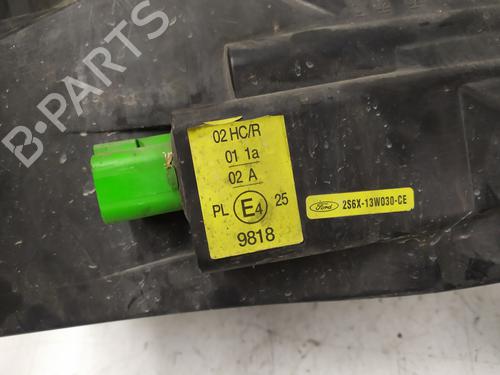 B-PARTS
02 HC/R
01 1a
02 A
PL E4 25
9818
Ford 2S6X-13W030-CE